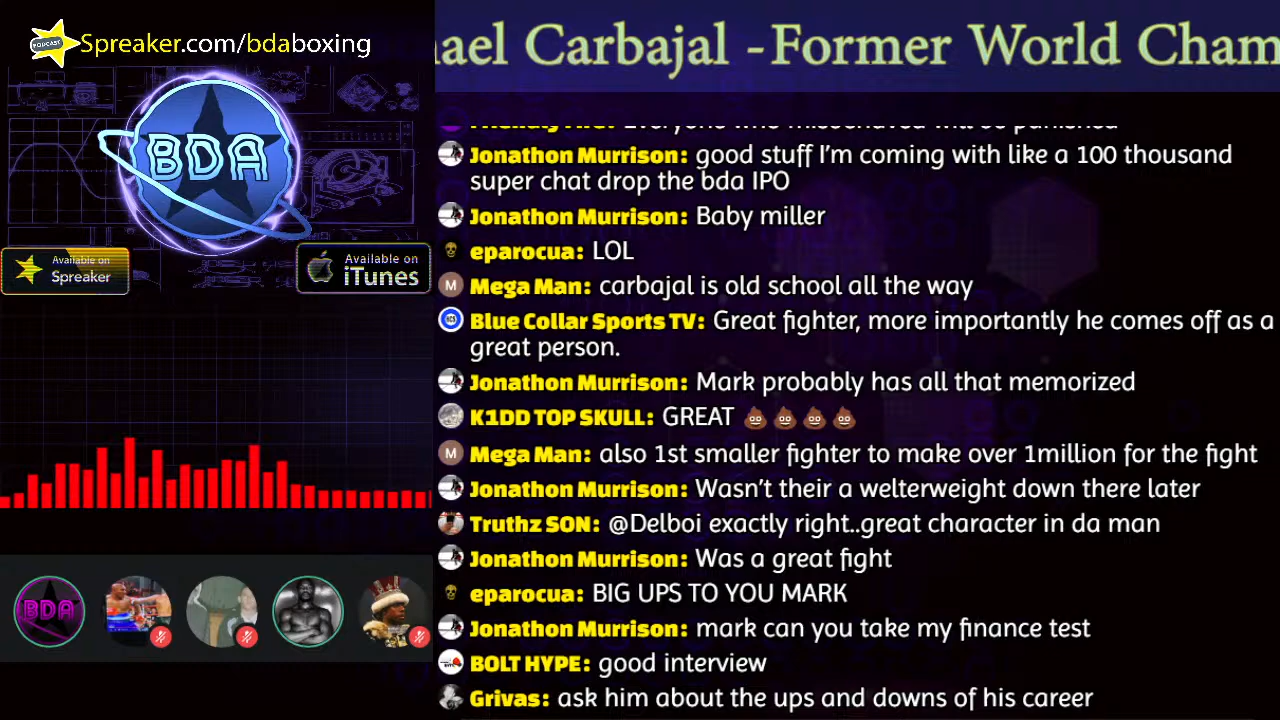 PODCAST
Spreaker.com/bdaboxing
ael Carbajal - Former World Cham
BDA
Available on
Spreaker
Available on
iTunes
BDA
Jonathon Murrison: good stuff I'm coming with like a 100 thousand
super chat drop the bda IPO
Jonathon Murrison: Baby miller
eparocua: LOL
M Mega Man: carbajal is old school all the way
Blue Collar Sports TV: Great fighter, more importantly he comes off as a
great person.
Jonathon Murrison: Mark probably has all that memorized
K1DD TOP SKULL: GREAT 💩 💩 💩 💩
M Mega Man: also 1st smaller fighter to make over 1million for the fight
Jonathon Murrison: Wasn't their a welterweight down there later
Truthz SON: @Delboi exactly right..great character in da man
Jonathon Murrison: Was a great fight
eparocua: BIG UPS TO YOU MARK
Jonathon Murrison: mark can you take my finance test
BOLT HYPE: good interview
Grivas: ask him about the ups and downs of his career